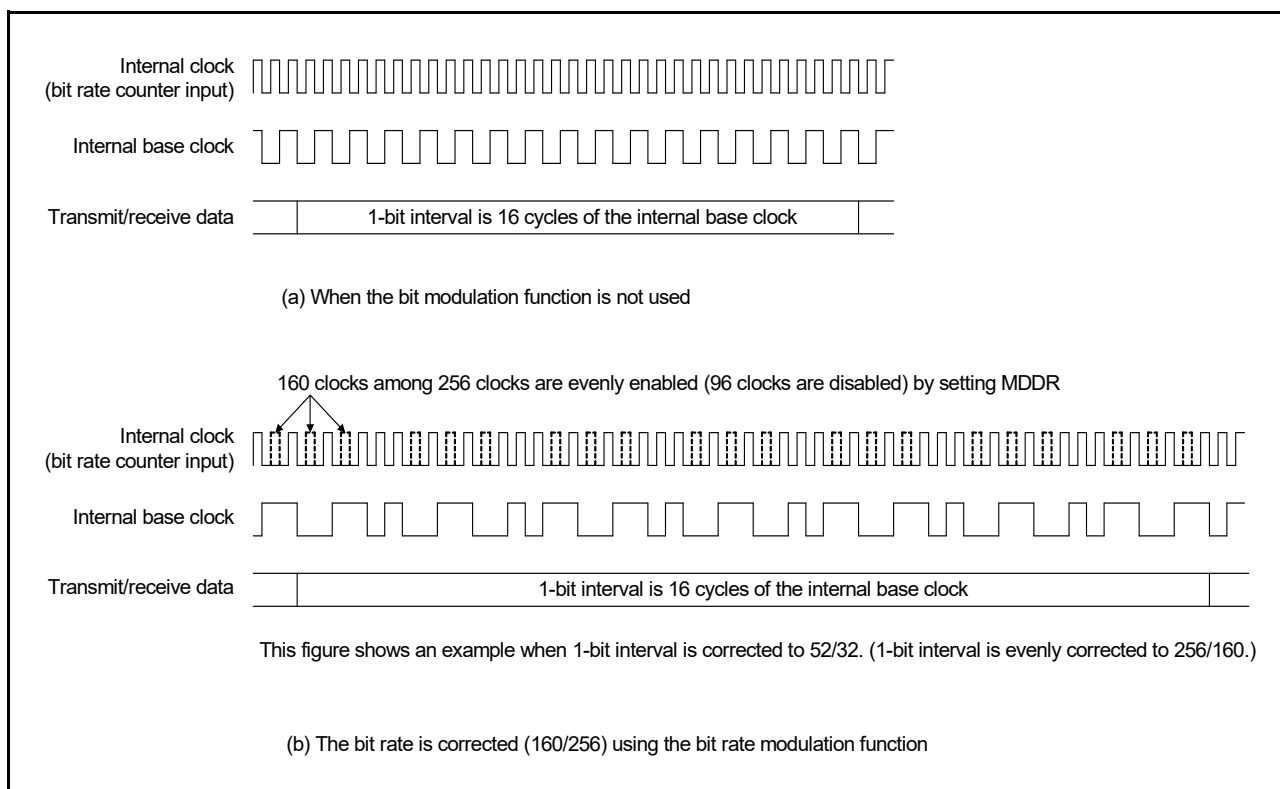 Internal clock
(bit rate counter input)
Internal base clock
Transmit/receive data
1-bit interval is 16 cycles of the internal base clock
(a) When the bit modulation function is not used
160 clocks among 256 clocks are evenly enabled (96 clocks are disabled) by setting MDDR
Internal clock
(bit rate counter input)
Internal base clock
Transmit/receive data
1-bit interval is 16 cycles of the internal base clock
This figure shows an example when 1-bit interval is corrected to 52/32. (1-bit interval is evenly corrected to 256/160.)
(b) The bit rate is corrected (160/256) using the bit rate modulation function